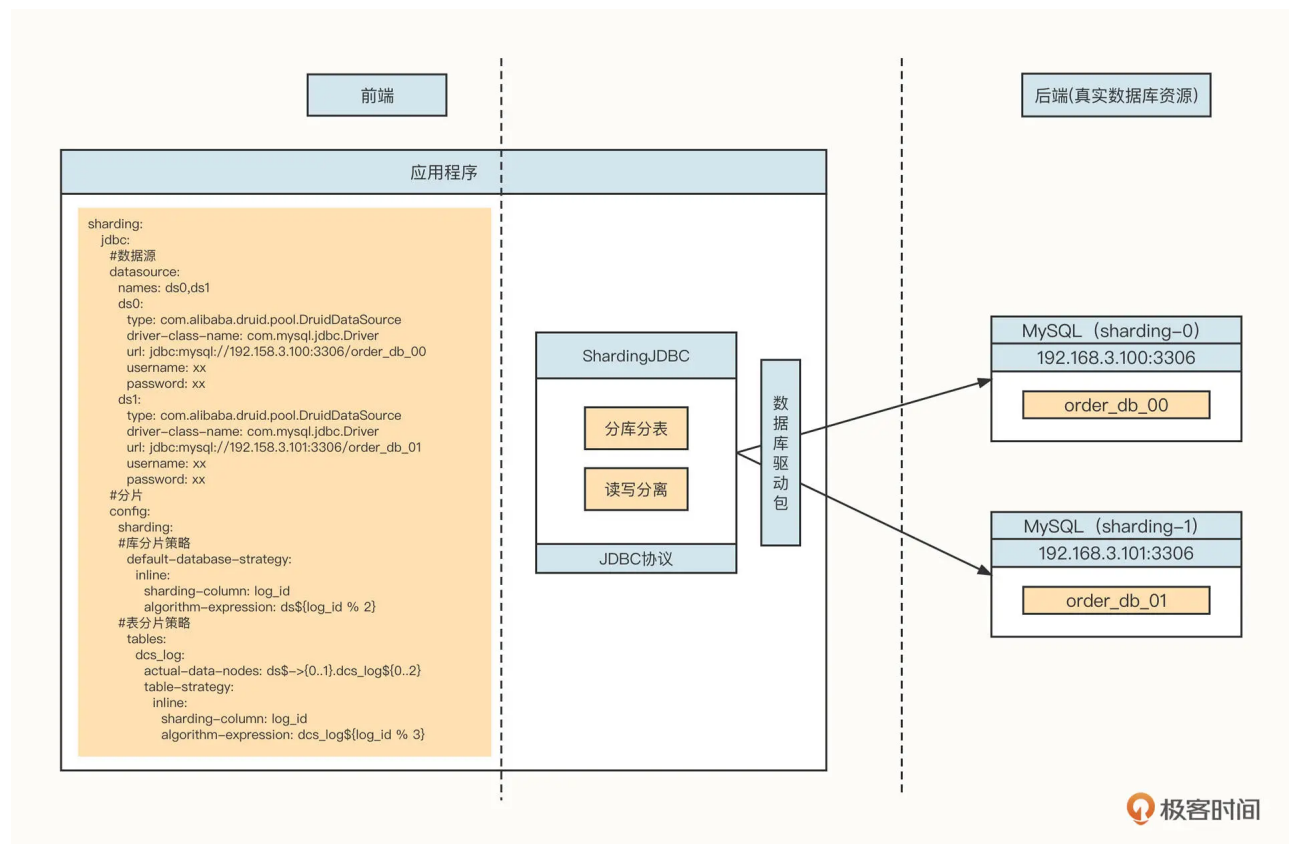 前端
后端(真实数据库资源)
应用程序
sharding:
jdbc:
#数据源
datasource:
names: ds0,ds1
ds0:
type: com.alibaba.druid.pool.DruidDataSource
driver-class-name: com.mysql.jdbc.Driver
url: jdbc:mysql://192.158.3.100:3306/order_db_00
username: xx
password: xx
ds1:
type: com.alibaba.druid.pool.DruidDataSource
driver-class-name: com.mysql.jdbc.Driver
url: jdbc:mysql://192.158.3.101:3306/order_db_01
username: xx
password: xx
#分片
config:
sharding:
#库分片策略
default-database-strategy:
inline:
sharding-column: log_id
algorithm-expression: ds${log_id % 2}
#表分片策略
tables:
dcs_log:
actual-data-nodes: ds$->{0..1}.dcs_log${0..2}
table-strategy:
inline:
sharding-column: log_id
algorithm-expression: dcs_log${log_id % 3}
ShardingJDBC
分库分表
读写分离
JDBC协议
数据库驱动包
MySQL（sharding-0）
192.168.3.100:3306
order_db_00
MySQL（sharding-1）
192.168.3.101:3306
order_db_01
极客时间